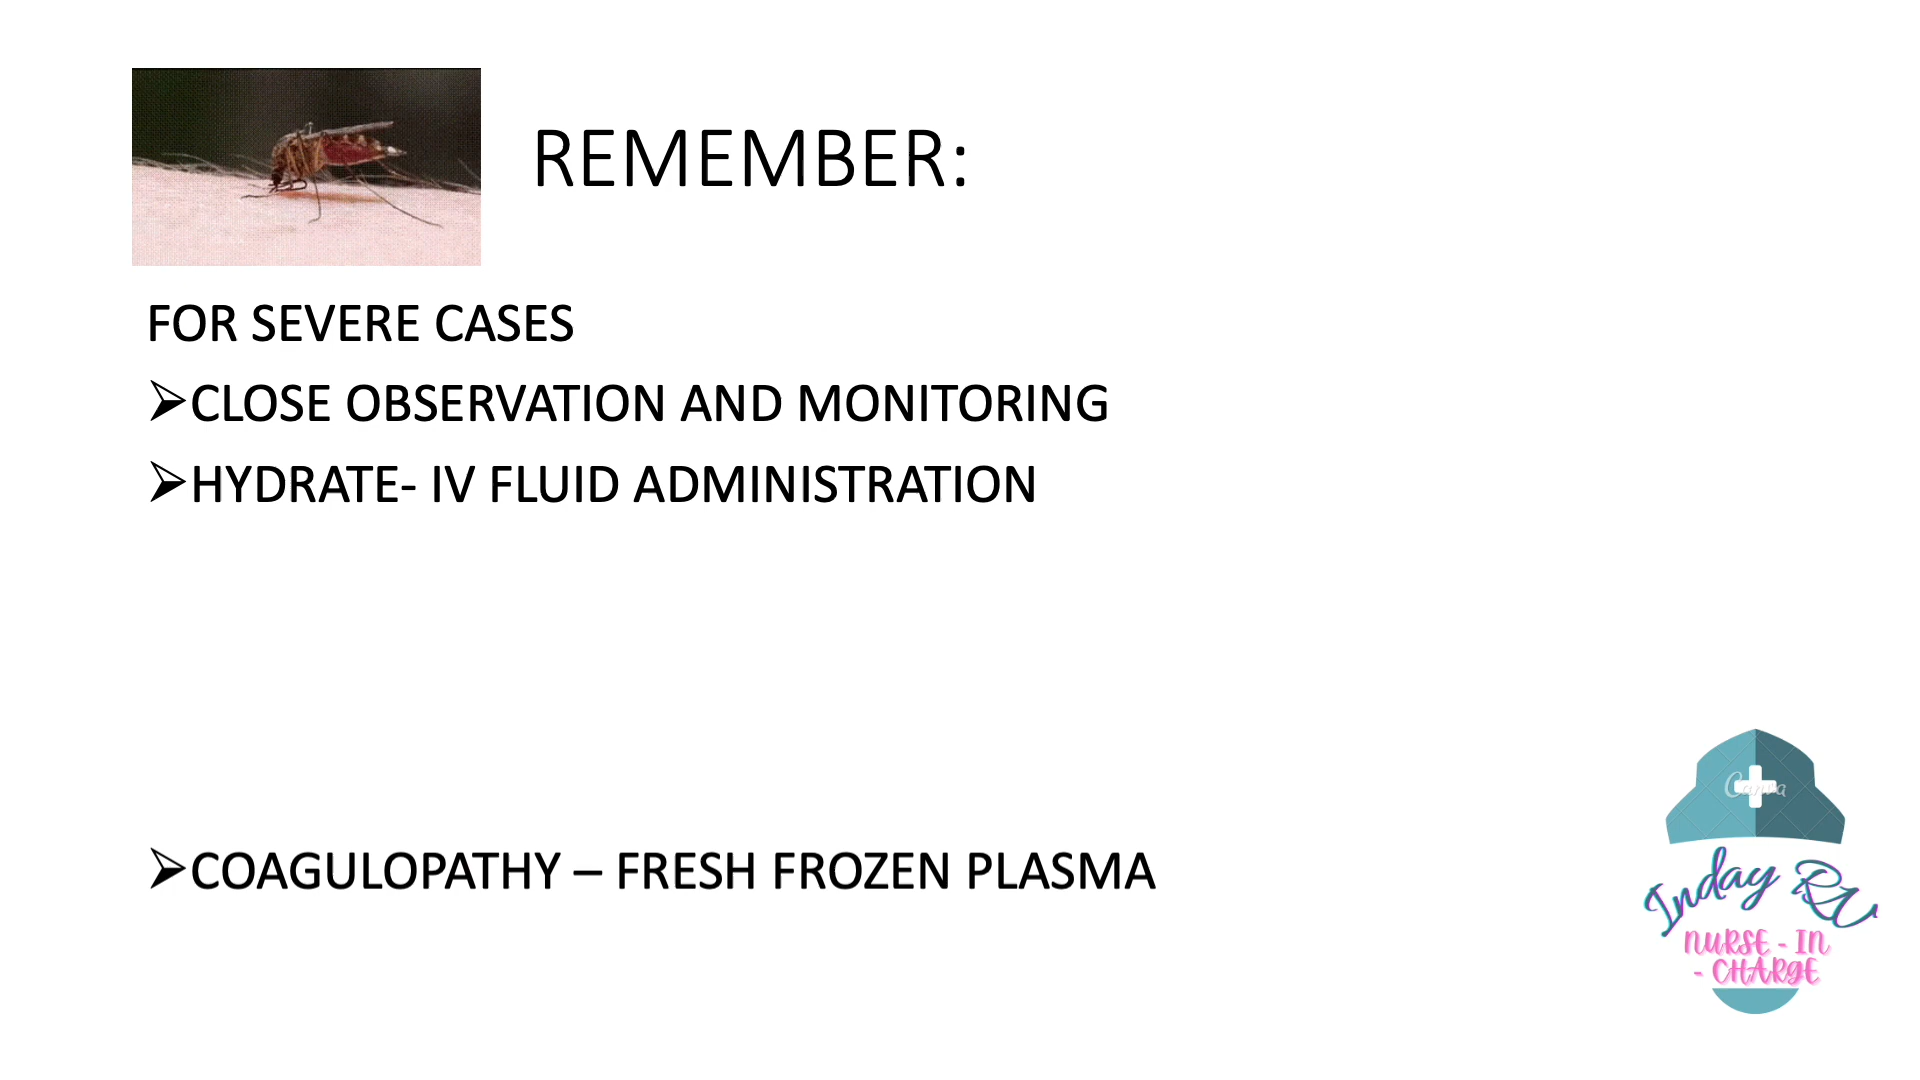 REMEMBER:
FOR SEVERE CASES
➢CLOSE OBSERVATION AND MONITORING
➢HYDRATE- IV FLUID ADMINISTRATION
➢COAGULOPATHY – FRESH FROZEN PLASMA
Canva
Inday RN
NURSE - IN
- CHARGE